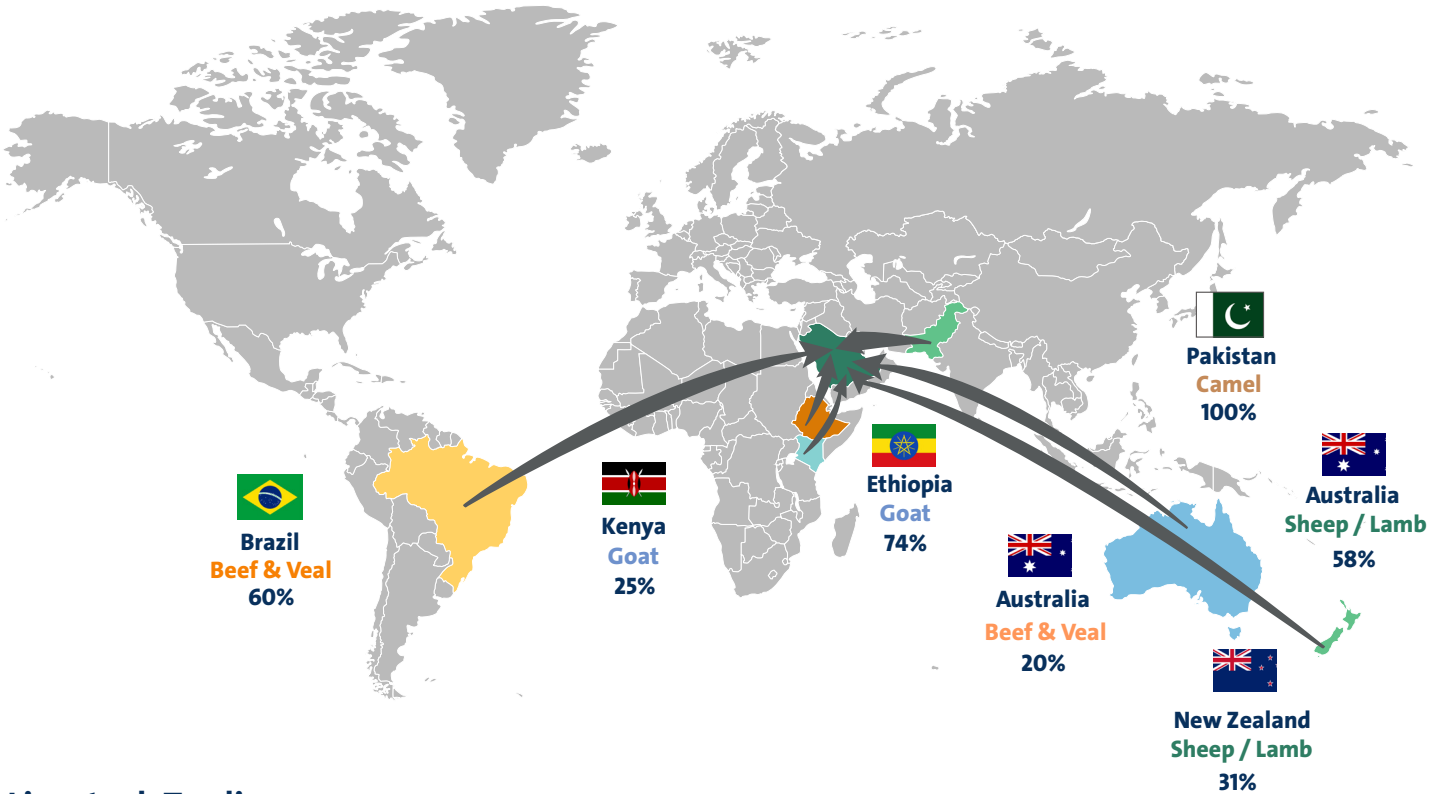 Pakistan
Camel
100%
Australia
Sheep / Lamb
58%
Ethiopia
Goat
74%
Kenya
Goat
25%
Brazil
Beef & Veal
60%
Australia
Beef & Veal
20%
New Zealand
Sheep / Lamb
31%